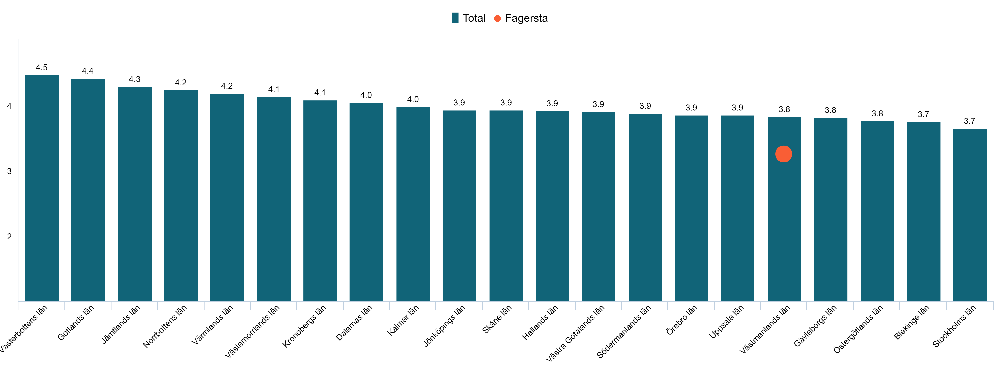 Total Fagersta
4.5 4.4 4.3 4.2 4.2 4.1 4.1 4.0 4.0 3.9 3.9 3.9 3.9 3.9 3.9 3.9 3.8 3.8 3.8 3.7 3.7
4
3
2
Västerbottens län
Gotlands län
Jämtlands län
Norrbottens län
Värmlands län
Västernorrlands län
Kronobergs län
Dalarnas län
Kalmar län
Jönköpings län
Skåne län
Hallands län
Västra Götalands län
Södermanlands län
Örebro län
Uppsala län
Västmanlands län
Gävleborgs län
Östergötlands län
Blekinge län
Stockholms län